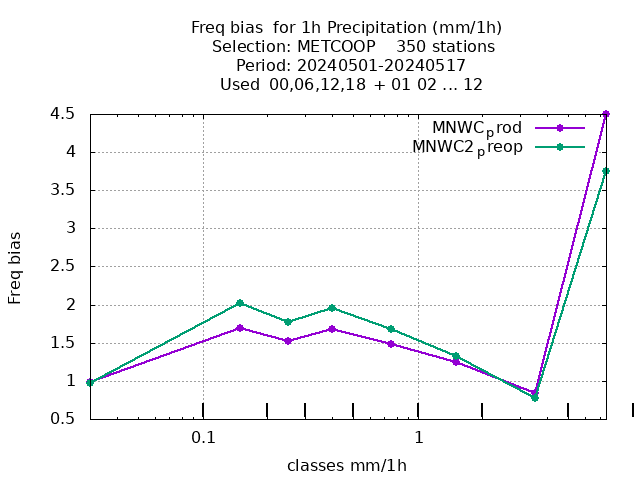 Freq bias  for 1h Precipitation (mm/1h)
Selection: METCOOP    350 stations
Period: 20240501-20240517
Used  00,06,12,18  + 01 02 ... 12
MNWCprod
MNWC2preop
4.5
4
3.5
3
2.5
2
1.5
1
0.5
Freq bias
0.1
1
classes mm/1h